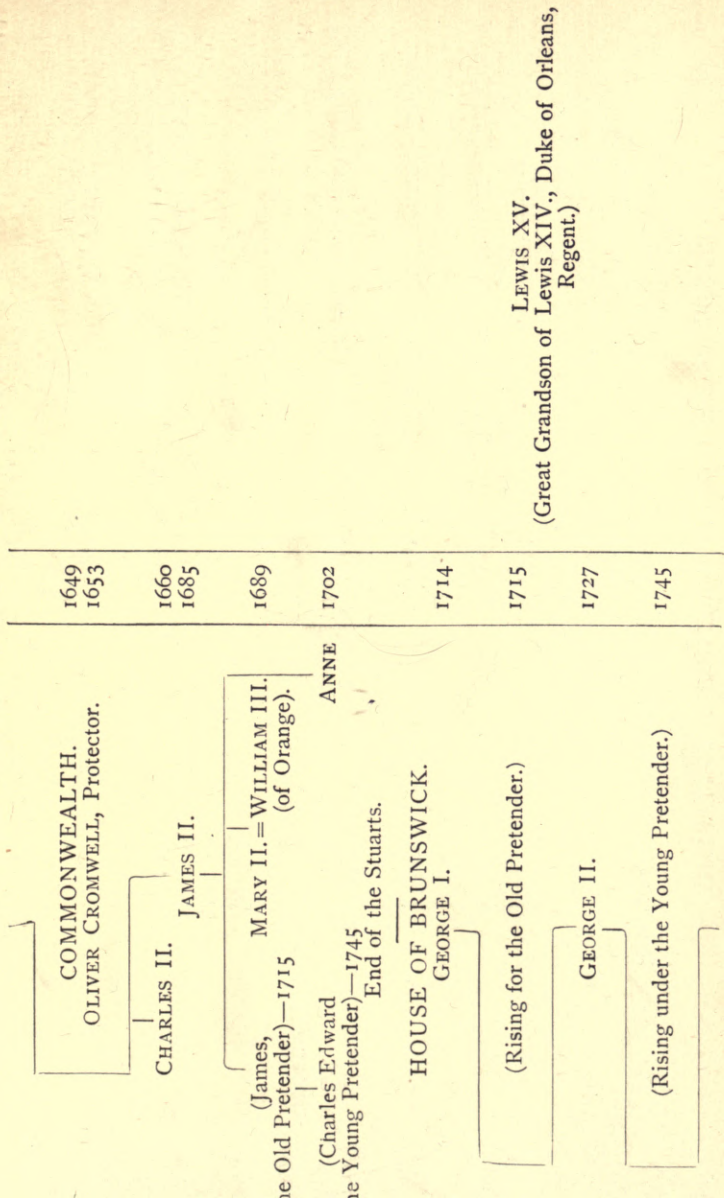 COMMONWEALTH.
OLIVER CROMWELL, Protector.
CHARLES II.
JAMES II.
(James,
Old Pretender)—1715
MARY II. = WILLIAM III.
(of Orange).
(Charles Edward
Young Pretender)—1745
ANNE
End of the Stuarts.
HOUSE OF BRUNSWICK.
GEORGE I.
(Rising for the Old Pretender.)
GEORGE II.
(Rising under the Young Pretender.)
1649
1653
1660
1685
1689
1702
1714
1715
1727
1745
LEWIS XV.
(Great Grandson of Lewis XIV., Duke of Orleans,
Regent.)